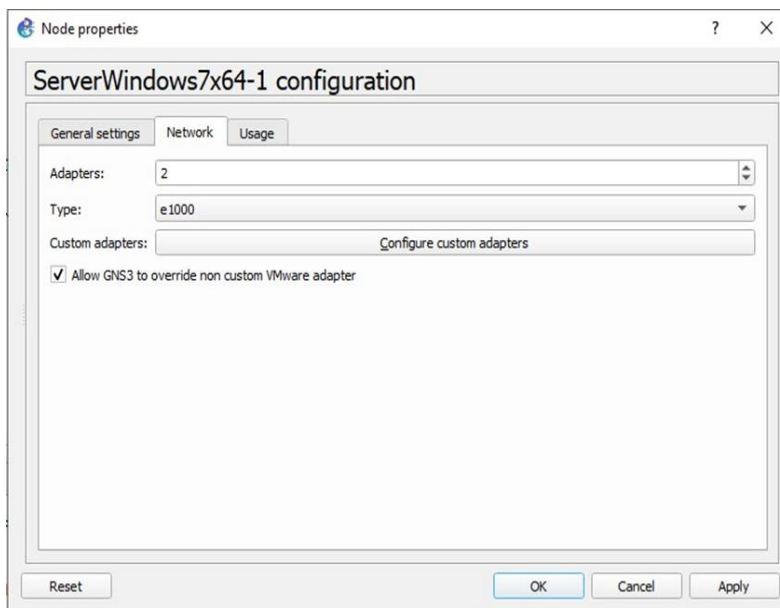 Node properties
ServerWindows7x64-1 configuration
General settings Network Usage
Adapters: 2
Type: e1000
Custom adapters: Configure custom adapters
Allow GNS3 to override non custom VMware adapter
Reset OK Cancel Apply